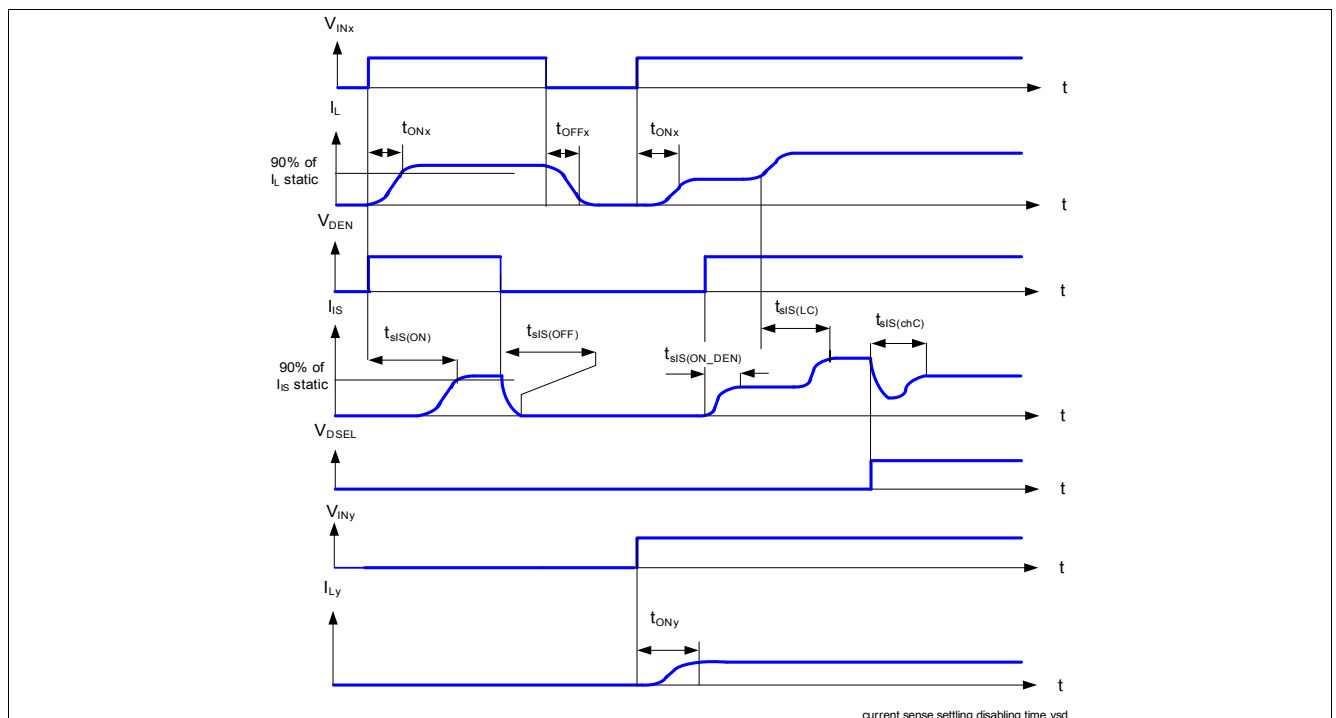 VINx
t
IL
tONx
tOFFx
tONx
90% of
IL static
t
VDEN
t
IIS
tsIS(ON)
tsIS(OFF)
tsIS(LC)
tsIS(chC)
tsIS(ON_DEN)
90% of
IIS static
t
VDSEL
t
VINy
t
ILy
tONy
t
current sense settling disabling time.vsd